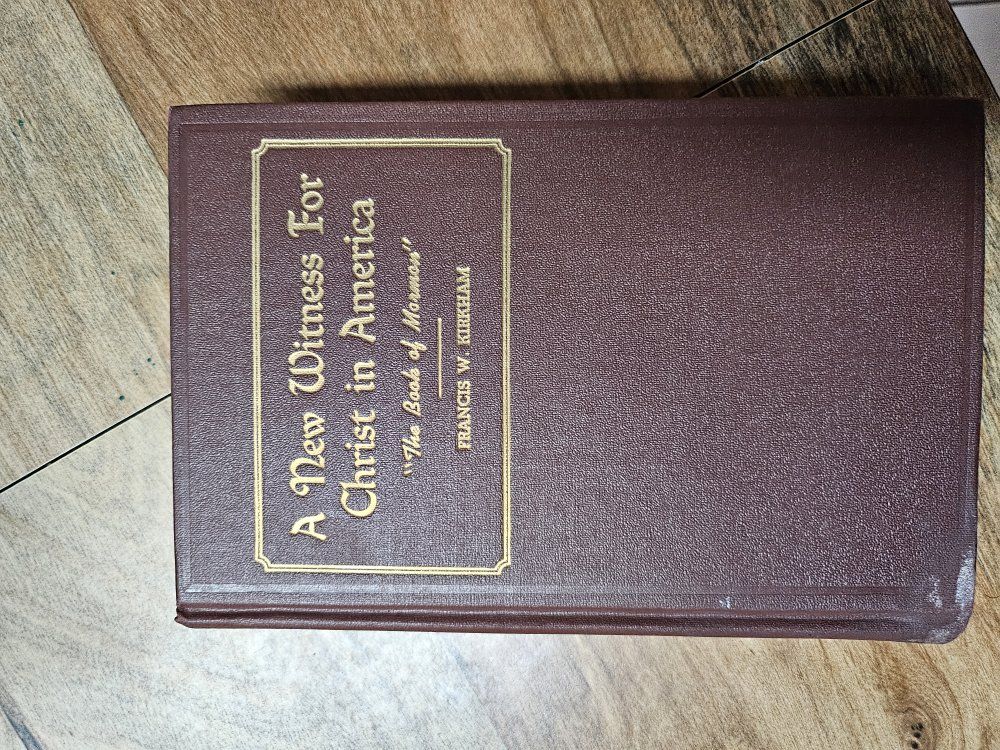 A New Witness For
Christ in America
"The Book of Mormon"
FRANCIS W. KIRKHAM